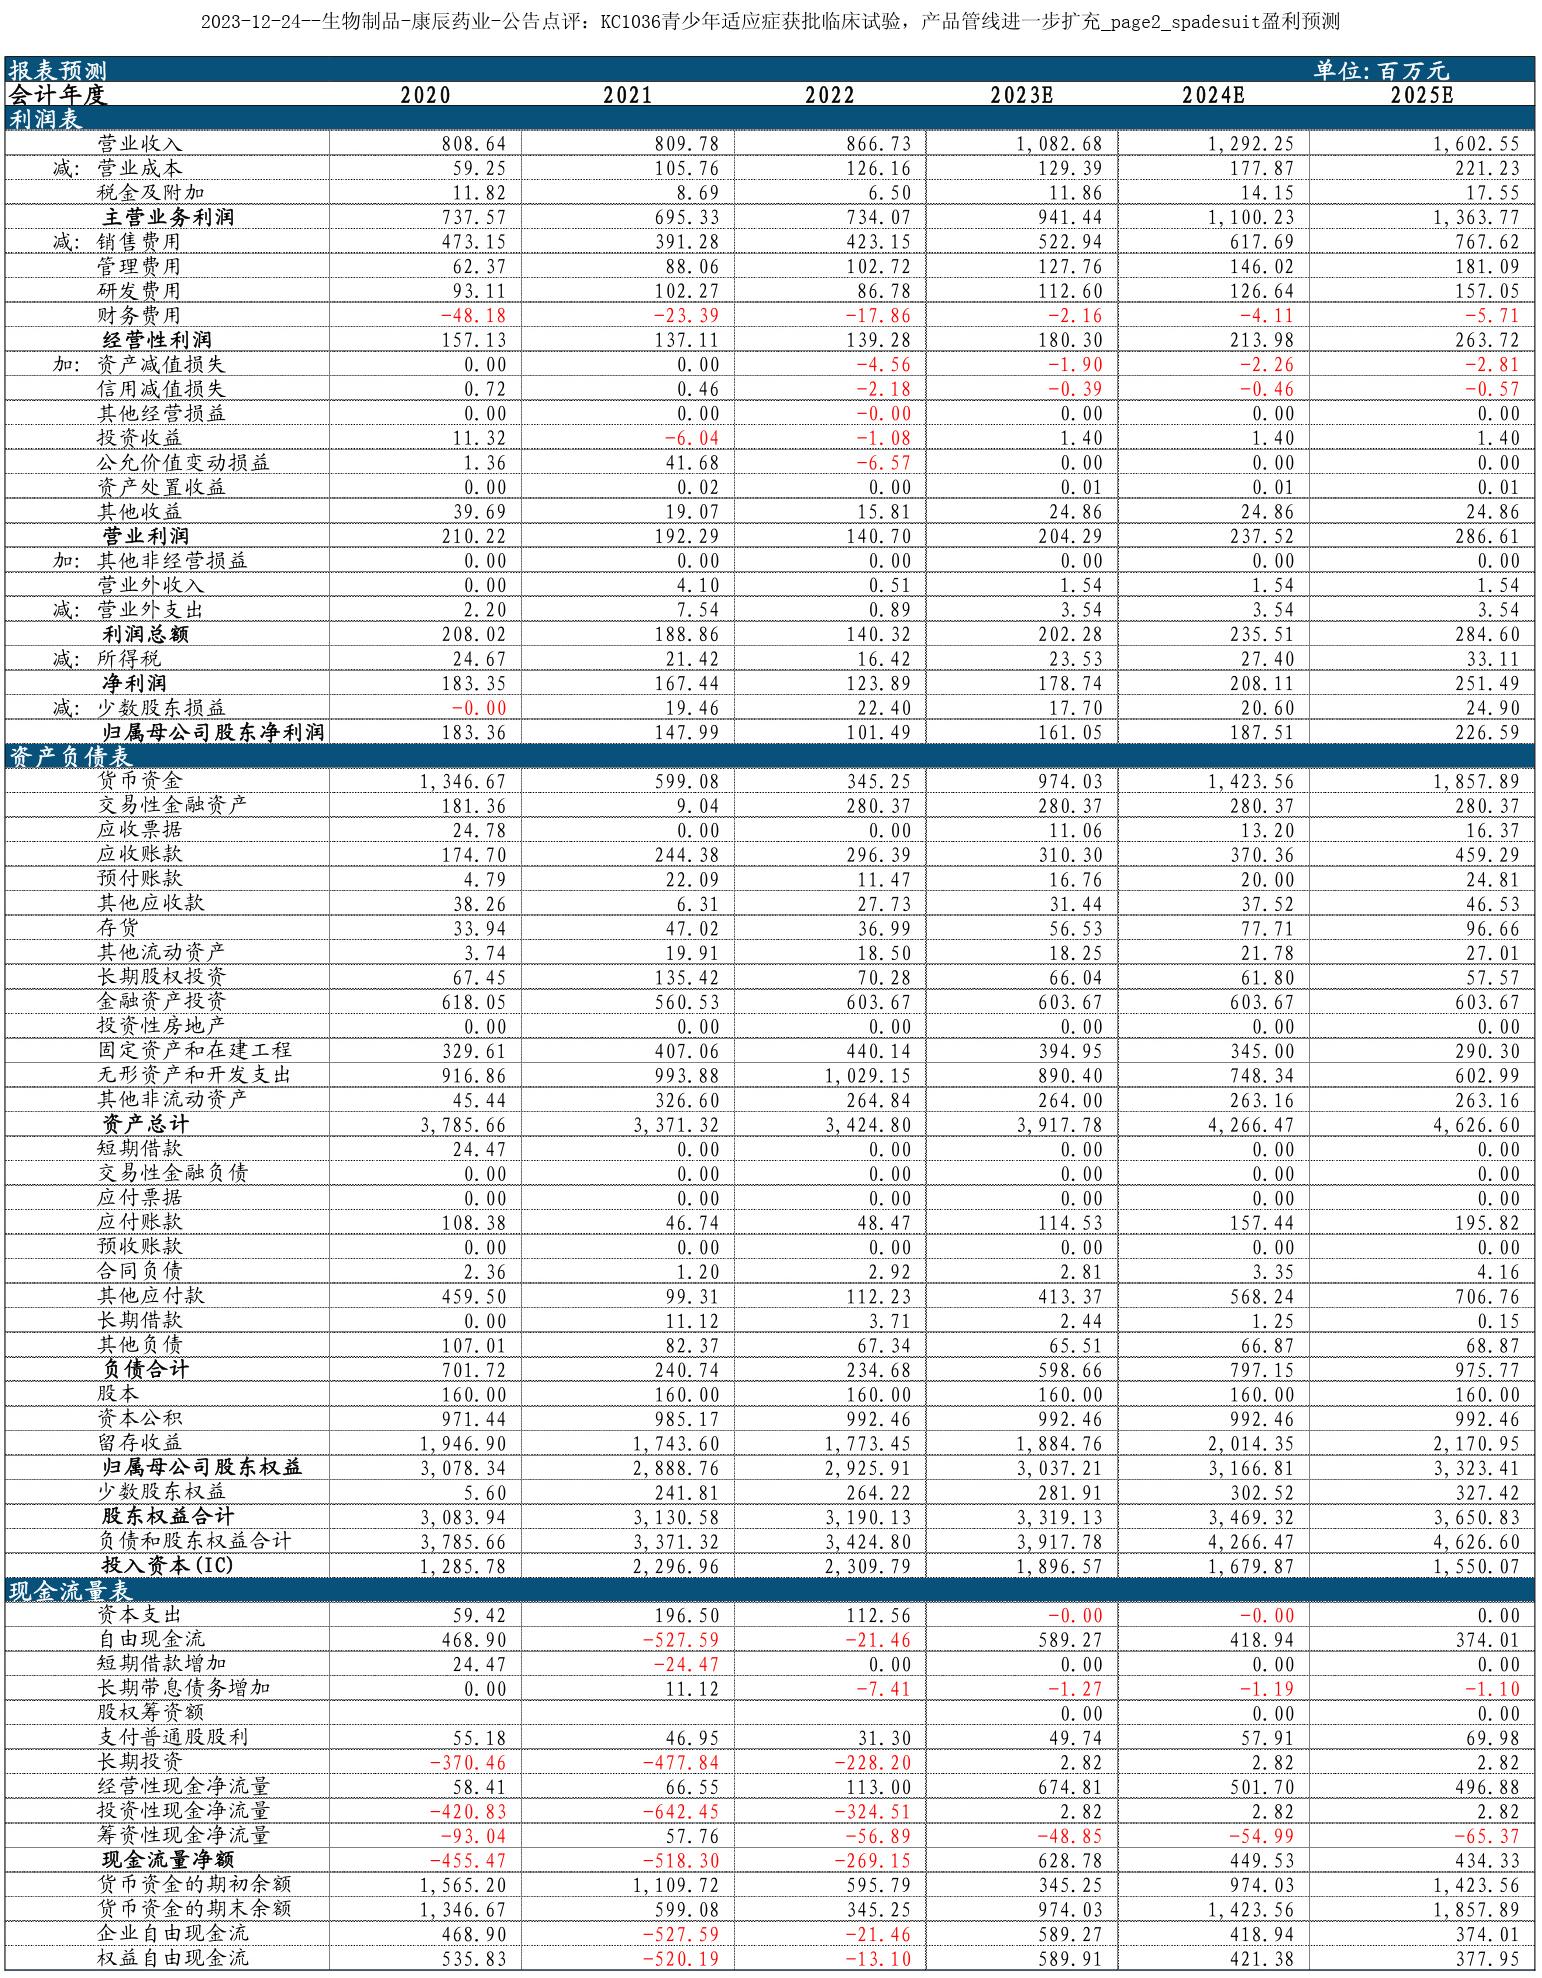 2023-12-24--生物制品-康辰药业-公告点评：KC1036青少年适应症获批临床试验，产品管线进一步扩充_page2_spadesuit盈利预测
报表预测 单位:百万元
会计年度 2020 2021 2022 2023E 2024E 2025E
利润表
营业收入 808.64 809.78 866.73 1,082.68 1,292.25 1,602.55
减: 营业成本 59.25 105.76 126.16 129.39 177.87 221.23
税金及附加 11.82 8.69 6.50 11.86 14.15 17.55
主营业务利润 737.57 695.33 734.07 941.44 1,100.23 1,363.77
减: 销售费用 473.15 391.28 423.15 522.94 617.69 767.62
管理费用 62.37 88.06 102.72 127.76 146.02 181.09
研发费用 93.11 102.27 86.78 112.60 126.64 157.05
财务费用 -48.18 -23.39 -17.86 -2.16 -4.11 -5.71
经营性利润 157.13 137.11 139.28 180.30 213.98 263.72
加: 资产减值损失 0.00 0.00 -4.56 -1.90 -2.26 -2.81
信用减值损失 0.72 0.46 -2.18 -0.39 -0.46 -0.57
其他经营损益 0.00 0.00 -0.00 0.00 0.00 0.00
投资收益 11.32 -6.04 -1.08 1.40 1.40 1.40
公允价值变动损益 1.36 41.68 -6.57 0.00 0.00 0.00
资产处置收益 0.00 0.02 0.00 0.01 0.01 0.01
其他收益 39.69 19.07 15.81 24.86 24.86 24.86
营业利润 210.22 192.29 140.70 204.29 237.52 286.61
加: 其他非经营损益 0.00 0.00 0.00 0.00 0.00 0.00
营业外收入 0.00 4.10 0.51 1.54 1.54 1.54
减: 营业外支出 2.20 7.54 0.89 3.54 3.54 3.54
利润总额 208.02 188.86 140.32 202.28 235.51 284.60
减: 所得税 24.67 21.42 16.42 23.53 27.40 33.11
净利润 183.35 167.44 123.89 178.74 208.11 251.49
减: 少数股东损益 -0.00 19.46 22.40 17.70 20.60 24.90
归属母公司股东净利润 183.36 147.99 101.49 161.05 187.51 226.59
资产负债表
货币资金 1,346.67 599.08 345.25 974.03 1,423.56 1,857.89
交易性金融资产 181.36 9.04 280.37 280.37 280.37 280.37
应收票据 24.78 0.00 0.00 11.06 13.20 16.37
应收账款 174.70 244.38 296.39 310.30 370.36 459.29
预付账款 4.79 22.09 11.47 16.76 20.00 24.81
其他应收款 38.26 6.31 27.73 31.44 37.52 46.53
存货 33.94 47.02 36.99 56.53 77.71 96.66
其他流动资产 3.74 19.91 18.50 18.25 21.78 27.01
长期股权投资 67.45 135.42 70.28 66.04 61.80 57.57
金融资产投资 618.05 560.53 603.67 603.67 603.67 603.67
投资性房地产 0.00 0.00 0.00 0.00 0.00 0.00
固定资产和在建工程 329.61 407.06 440.14 394.95 345.00 290.30
无形资产和开发支出 916.86 993.88 1,029.15 890.40 748.34 602.99
其他非流动资产 45.44 326.60 264.84 264.00 263.16 263.16
资产总计 3,785.66 3,371.32 3,424.80 3,917.78 4,266.47 4,626.60
短期借款 24.47 0.00 0.00 0.00 0.00 0.00
交易性金融负债 0.00 0.00 0.00 0.00 0.00 0.00
应付票据 0.00 0.00 0.00 0.00 0.00 0.00
应付账款 108.38 46.74 48.47 114.53 157.44 195.82
预收账款 0.00 0.00 0.00 0.00 0.00 0.00
合同负债 2.36 1.20 2.92 2.81 3.35 4.16
其他应付款 459.50 99.31 112.23 413.37 568.24 706.76
长期借款 0.00 11.12 3.71 2.44 1.25 0.15
其他负债 107.01 82.37 67.34 65.51 66.87 68.87
负债合计 701.72 240.74 234.68 598.66 797.15 975.77
股本 160.00 160.00 160.00 160.00 160.00 160.00
资本公积 971.44 985.17 992.46 992.46 992.46 992.46
留存收益 1,946.90 1,743.60 1,773.45 1,884.76 2,014.35 2,170.95
归属母公司股东权益 3,078.34 2,888.76 2,925.91 3,037.21 3,166.81 3,323.41
少数股东权益 5.60 241.81 264.22 281.91 302.52 327.42
股东权益合计 3,083.94 3,130.58 3,190.13 3,319.13 3,469.32 3,650.83
负债和股东权益合计 3,785.66 3,371.32 3,424.80 3,917.78 4,266.47 4,626.60
投入资本(IC) 1,285.78 2,296.96 2,309.79 1,896.57 1,679.87 1,550.07
现金流量表
资本支出 59.42 196.50 112.56 -0.00 -0.00 0.00
自由现金流 468.90 -527.59 -21.46 589.27 418.94 374.01
短期借款增加 24.47 -24.47 0.00 0.00 0.00 0.00
长期带息债务增加 0.00 11.12 -7.41 -1.27 -1.19 -1.10
股权筹资额 0.00 0.00 0.00
支付普通股股利 55.18 46.95 31.30 49.74 57.91 69.98
长期投资 -370.46 -477.84 -228.20 2.82 2.82 2.82
经营性现金净流量 58.41 66.55 113.00 674.81 501.70 496.88
投资性现金净流量 -420.83 -642.45 -324.51 2.82 2.82 2.82
筹资性现金净流量 -93.04 57.76 -56.89 -48.85 -54.99 -65.37
现金流量净额 -455.47 -518.30 -269.15 628.78 449.53 434.33
货币资金的期初余额 1,565.20 1,109.72 595.79 345.25 974.03 1,423.56
货币资金的期末余额 1,346.67 599.08 345.25 974.03 1,423.56 1,857.89
企业自由现金流 468.90 -527.59 -21.46 589.27 418.94 374.01
权益自由现金流 535.83 -520.19 -13.10 589.91 421.38 377.95